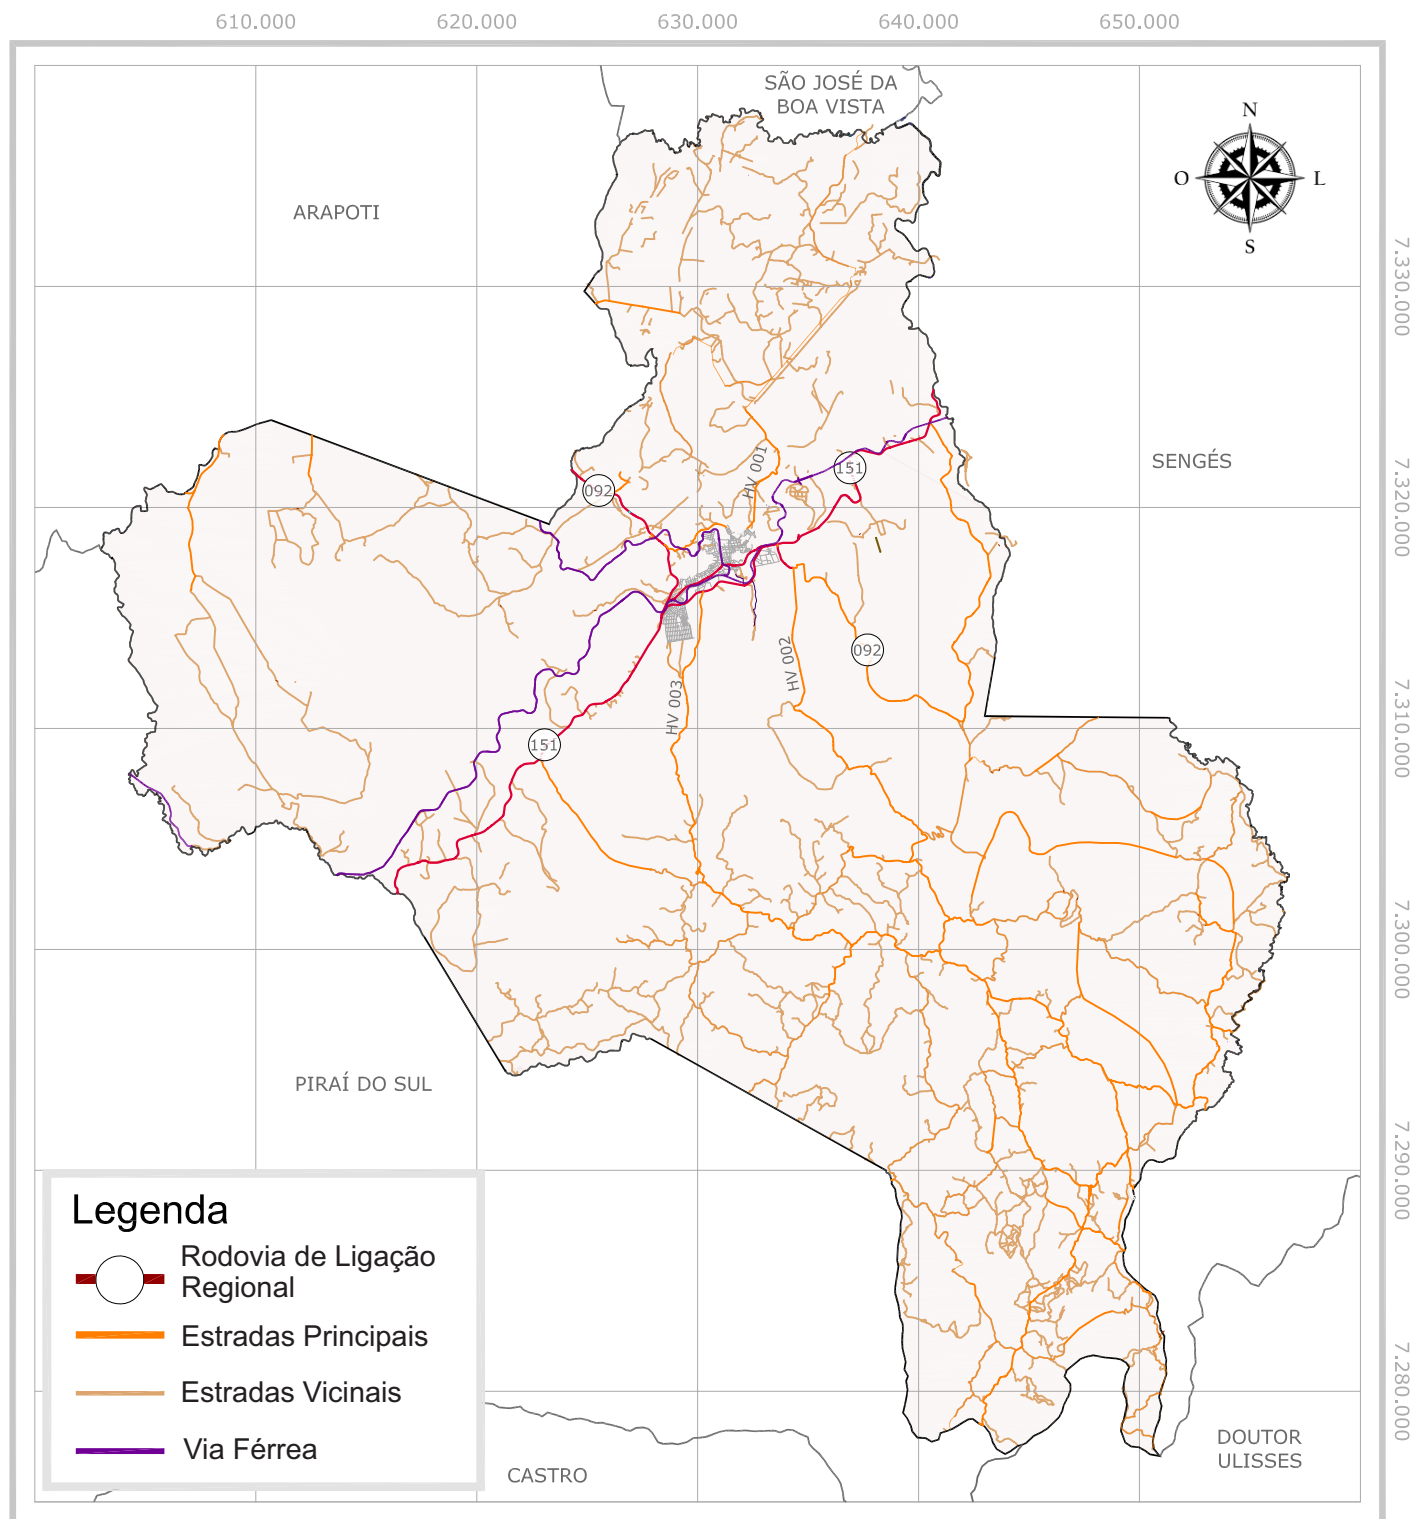 610.000
620.000
630.000
640.000
650.000
SÃO JOSÉ DA
BOA VISTA
N
O
L
S
ARAPOTI
7.330.000
SENGÉS
HV 001
151
092
7.320.000
092
HV 002
HV 003
151
7.310.000
7.300.000
PIRAÍ DO SUL
7.290.000
Legenda
Rodovia de Ligação
Regional
Estradas Principais
Estradas Vicinais
Via Férrea
7.280.000
CASTRO
DOUTOR
ULISSES